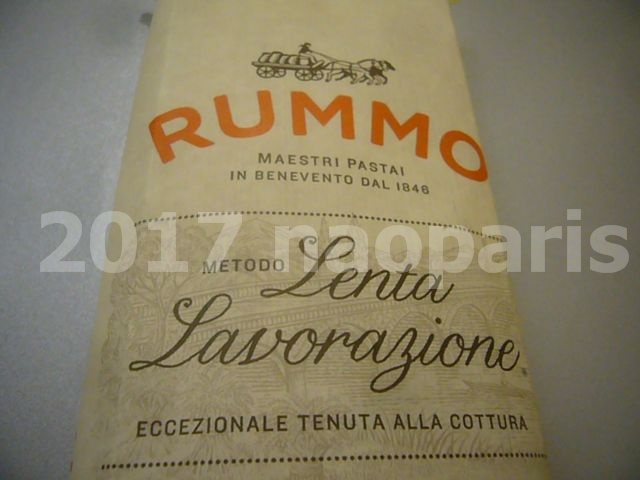 RUMMO
MAESTRI PASTAI
IN BENEVENTO DAL 1846
2017 naoparis
METODO Lenta
Lavorazione
ECCEZIONALE TENUTA ALLA COTTURA